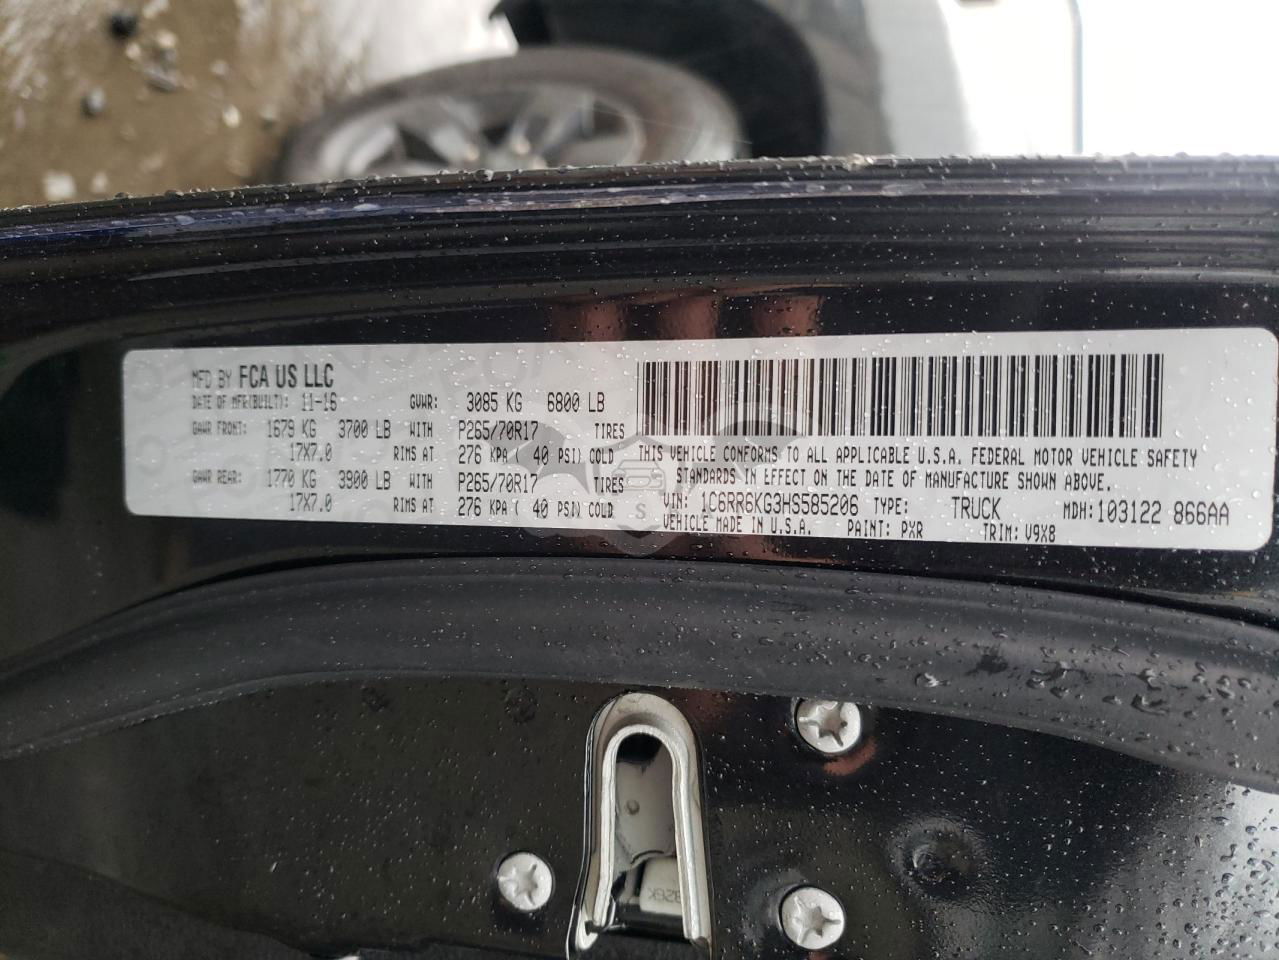 MFD BY FCA US LLC
DATE OF MFR(BUILT): 11-16 GVWR: 3085 KG 6800 LB
GAWR FRONT: 1679 KG 3700 LB WITH P265/70R17 TIRES
17X7.0 RIMS AT 276 KPA ( 40 PSI) COLD
GAWR REAR: 1770 KG 3900 LB WITH P265/70R17 TIRES
17X7.0 RIMS AT 276 KPA ( 40 PSI) COLD
THIS VEHICLE CONFORMS TO ALL APPLICABLE U.S.A. FEDERAL MOTOR VEHICLE SAFETY
STANDARDS IN EFFECT ON THE DATE OF MANUFACTURE SHOWN ABOVE.
VIN: 1C6RR6KG3HS585206 TYPE: TRUCK MDH: 103122 866AA
VEHICLE MADE IN U.S.A. PAINT: PXR TRIM: V9X8